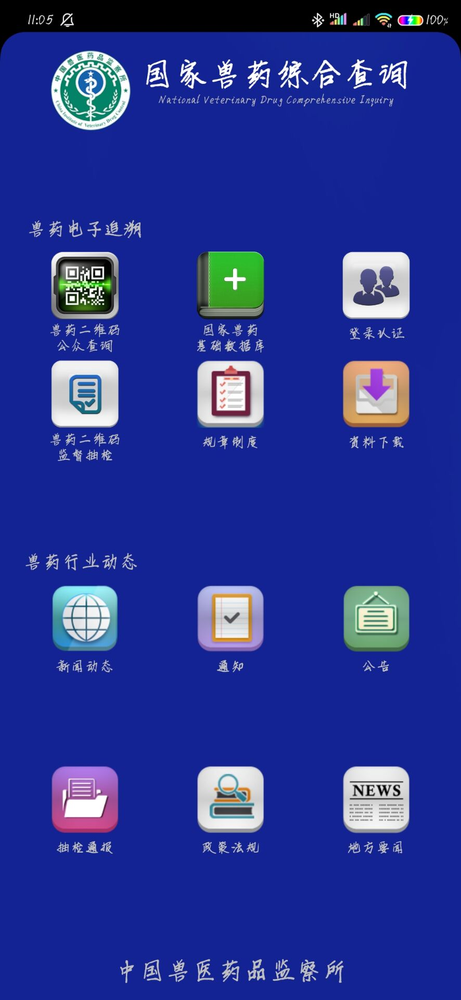 11:05
HD
100%
中国兽医药品监察所
China Institute of Veterinary Drug Control
国家兽药综合查询
National Veterinary Drug Comprehensive Inquiry
兽药电子追溯
兽药二维码
公众查询
国家兽药
基础数据库
登录认证
兽药二维码
监督抽检
规章制度
资料下载
兽药行业动态
新闻动态
通知
公告
NEWS
抽检通报
政策法规
地方要闻
中国兽医药品监察所